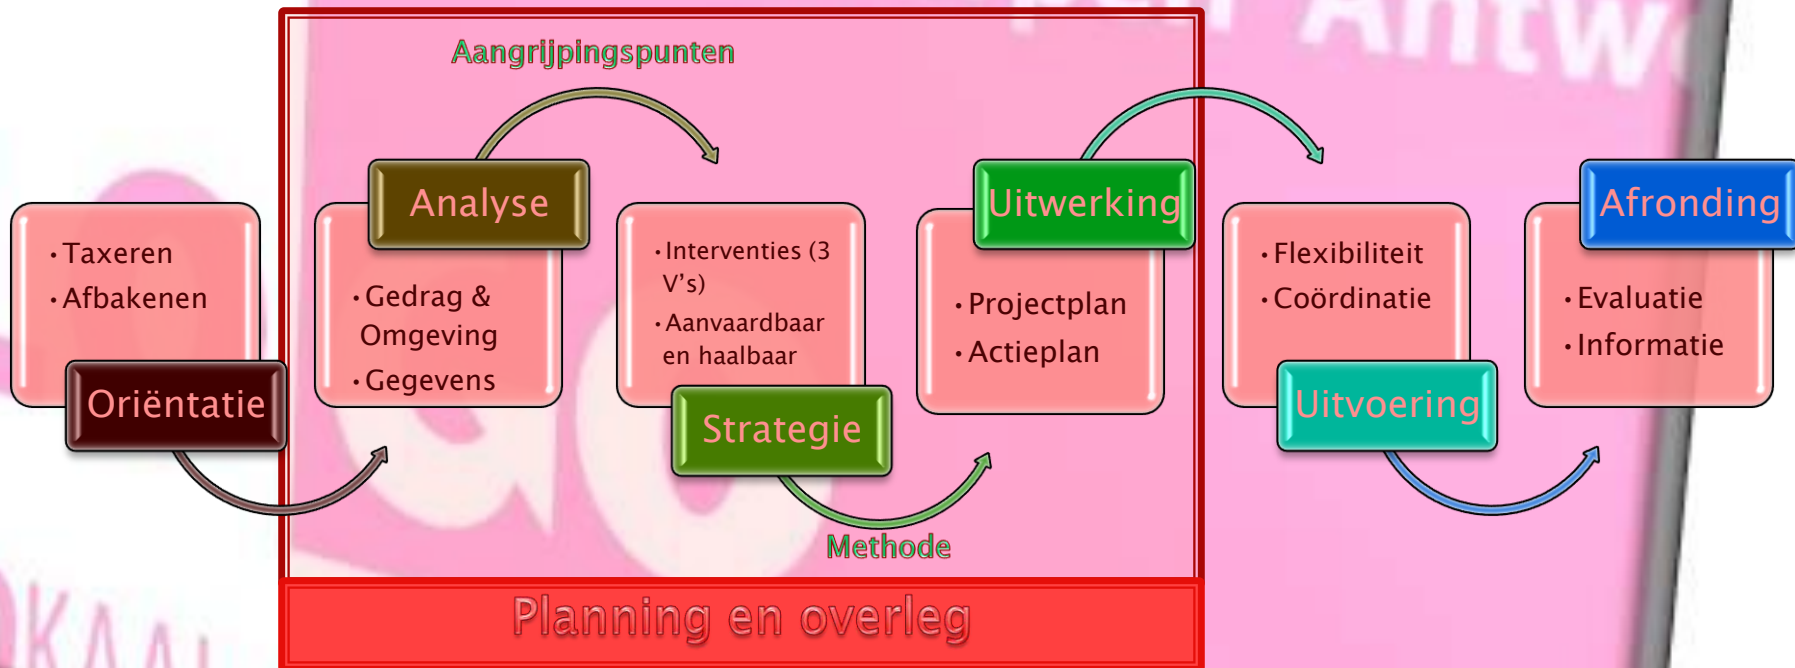 Aangrijpingspunten
· Taxeren
· Afbakenen
Oriëntatie
Analyse
· Gedrag &
Omgeving
· Gegevens
· Interventies (3
V's)
· Aanvaardbaar
en haalbaar
Strategie
Methode
Uitwerking
· Projectplan
· Actieplan
· Flexibiliteit
· Coördinatie
Uitvoering
Afronding
· Evaluatie
· Informatie
Planning en overleg